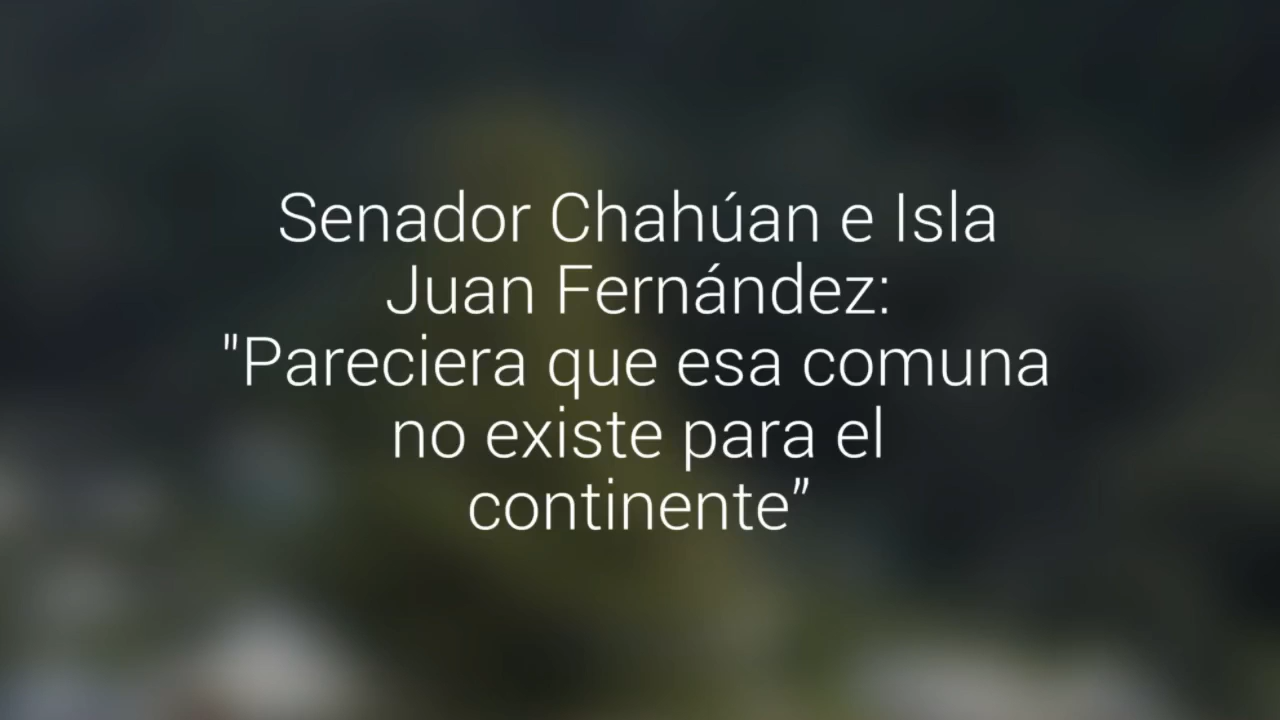 Senador Chahúan e Isla
Juan Fernández:
"Pareciera que esa comuna
no existe para el
continente”